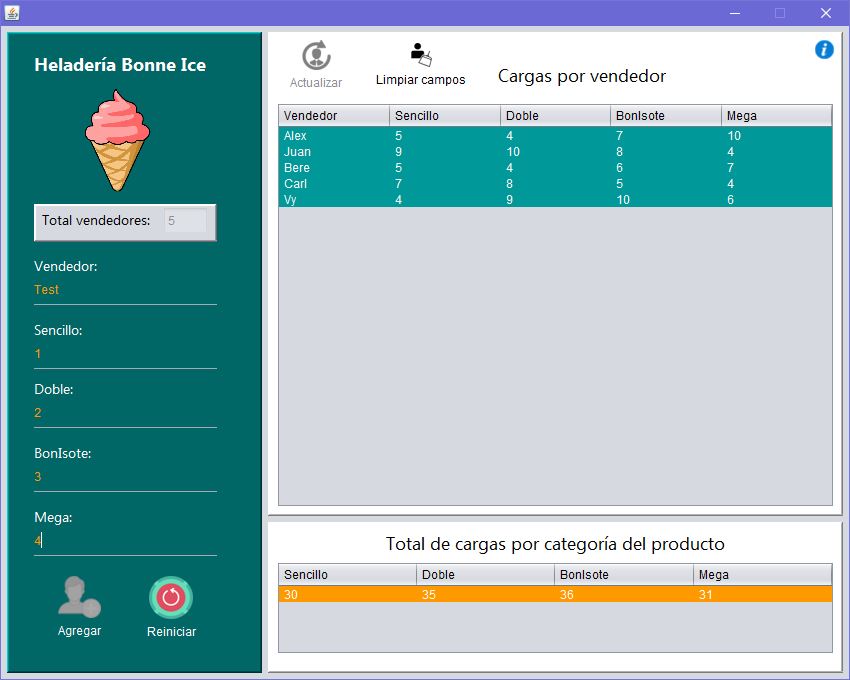 Heladería Bonne Ice
Total vendedores: 5
Vendedor:
Test
Sencillo:
1
Doble:
2
BonIsote:
3
Mega:
4
Agregar Reiniciar
Actualizar Limpiar campos Cargas por vendedor
Vendedor Sencillo Doble BonIsote Mega
Alex 5 4 7 10
Juan 9 10 8 4
Bere 5 4 6 7
Carl 7 8 5 4
Vy 4 9 10 6
Total de cargas por categoría del producto
Sencillo Doble BonIsote Mega
30 35 36 31